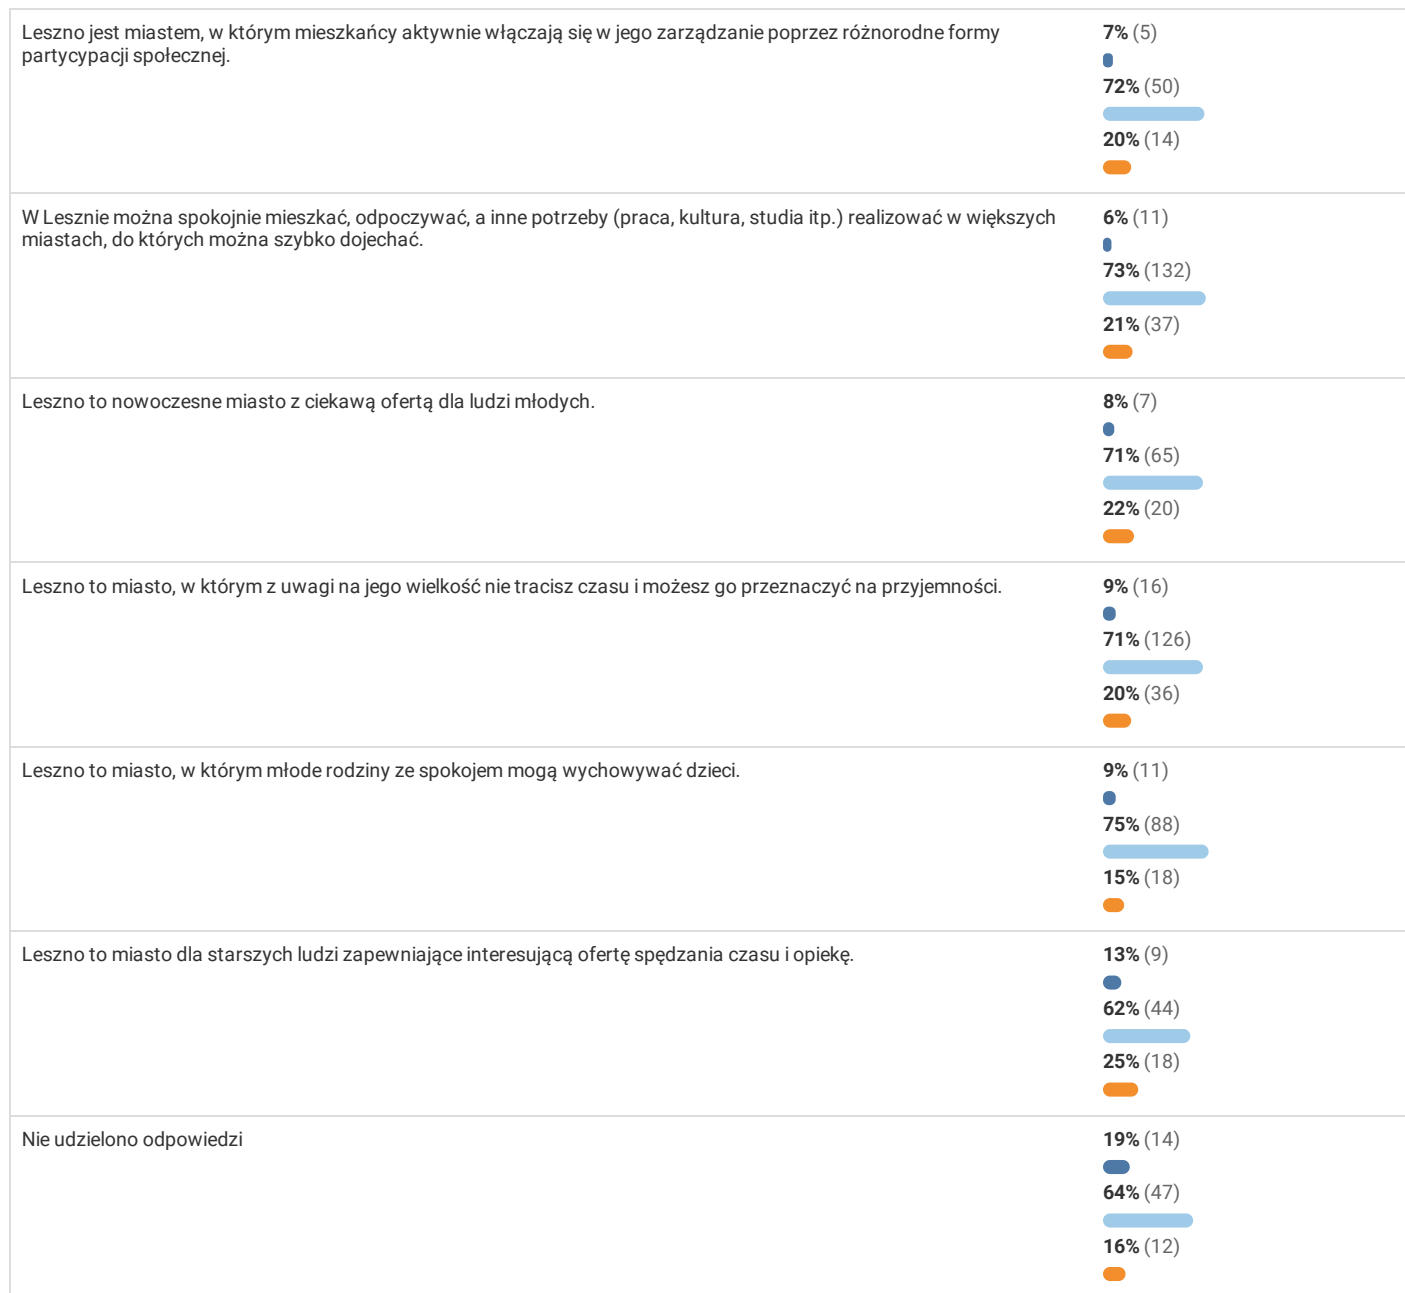 Leszno jest miastem, w którym mieszkańcy aktywnie włączają się w jego zarządzanie poprzez różnorodne formy
partycypacji społecznej.
7% (5)
72% (50)
20% (14)
W Lesznie można spokojnie mieszkać, odpoczywać, a inne potrzeby (praca, kultura, studia itp.) realizować w większych
miastach, do których można szybko dojechać.
6% (11)
73% (132)
21% (37)
Leszno to nowoczesne miasto z ciekawą ofertą dla ludzi młodych.
8% (7)
71% (65)
22% (20)
Leszno to miasto, w którym z uwagi na jego wielkość nie tracisz czasu i możesz go przeznaczyć na przyjemności.
9% (16)
71% (126)
20% (36)
Leszno to miasto, w którym młode rodziny ze spokojem mogą wychowywać dzieci.
9% (11)
75% (88)
15% (18)
Leszno to miasto dla starszych ludzi zapewniające interesującą ofertę spędzania czasu i opiekę.
13% (9)
62% (44)
25% (18)
Nie udzielono odpowiedzi
19% (14)
64% (47)
16% (12)